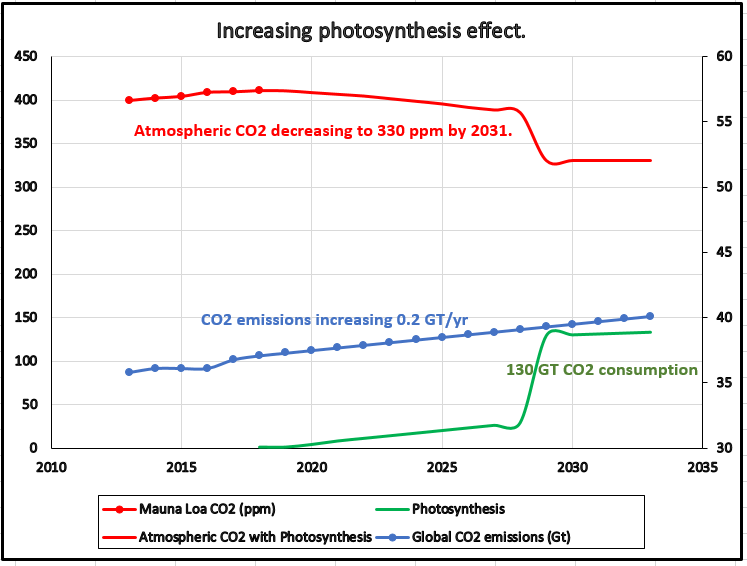 Increasing photosynthesis effect.
450
400
350
300
250
200
150
100
50
0
60
55
50
45
40
35
30
Atmospheric CO2 decreasing to 330 ppm by 2031.
CO2 emissions increasing 0.2 GT/yr
130 GT CO2 consumption
2010 2015 2020 2025 2030 2035
Mauna Loa CO2 (ppm) Photosynthesis
Atmospheric CO2 with Photosynthesis Global CO2 emissions (Gt)